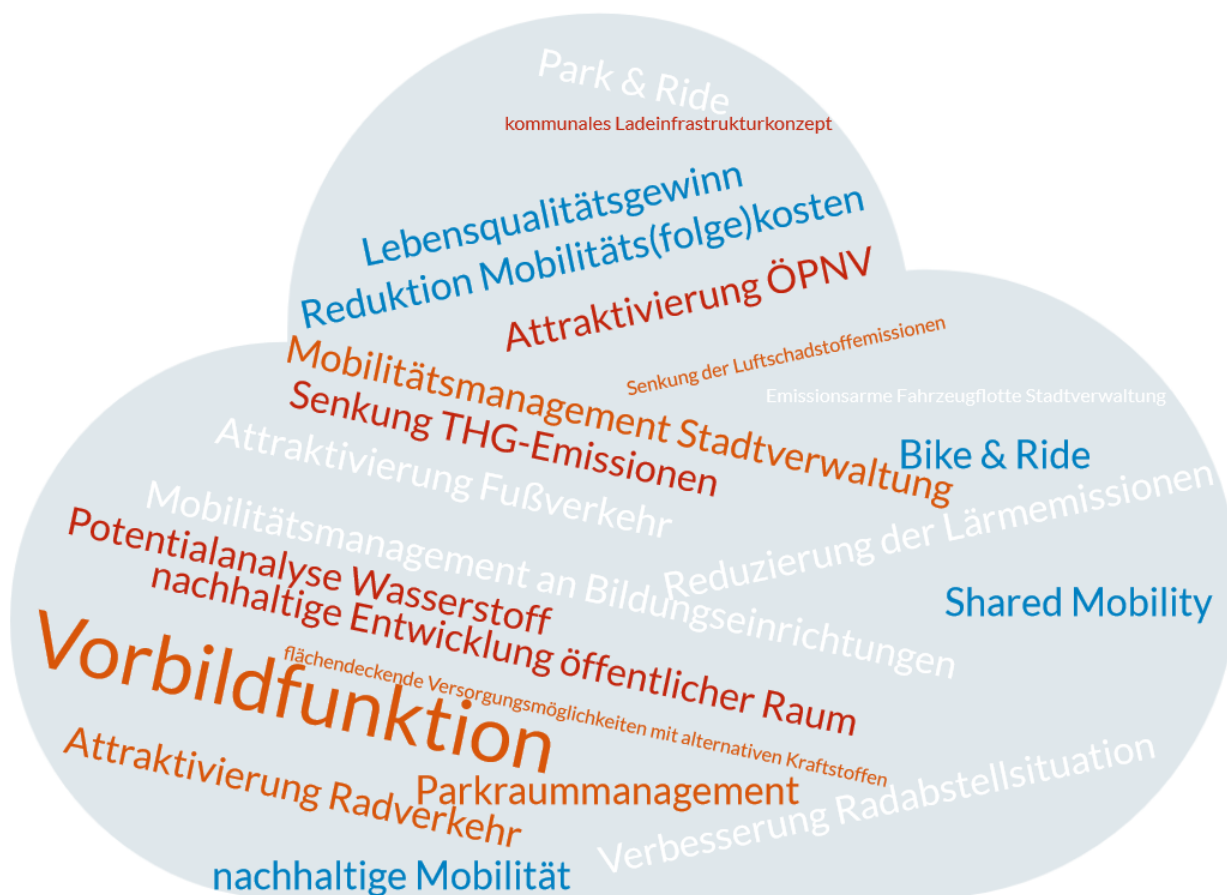 Park & Ride
kommunales Ladeinfrastrukturkonzept
Lebensqualitätsgewinn
Reduktion Mobilitäts(folge)kosten
Attraktivierung ÖPNV
Senkung der Luftschadstoffemissionen
Mobilitätsmanagement Stadtverwaltung
Emissionsarme Fahrzeugflotte Stadtverwaltung
Senkung THG-Emissionen
Bike & Ride
Attraktivierung Fußverkehr
Reduzierung der Lärmemissionen
Mobilitätsmanagement an Bildungseinrichtungen
Potentialanalyse Wasserstoff
Shared Mobility
nachhaltige Entwicklung öffentlicher Raum
Vorbildfunktion
flächendeckende Versorgungsmöglichkeiten mit alternativen Kraftstoffen
Attraktivierung Radverkehr
Parkraummanagement
Verbesserung Radabstellsituation
nachhaltige Mobilität